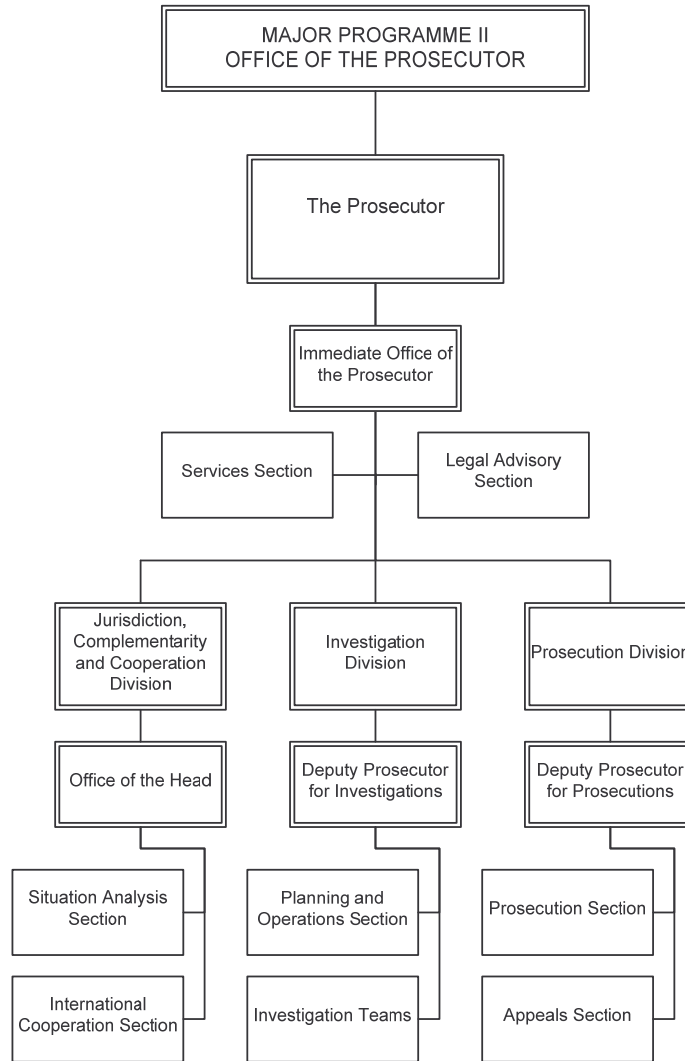 MAJOR PROGRAMME II
OFFICE OF THE PROSECUTOR
The Prosecutor
Immediate Office of
the Prosecutor
Services Section
Legal Advisory
Section
Jurisdiction,
Complementarity
and Cooperation
Division
Investigation
Division
Prosecution Division
Office of the Head
Deputy Prosecutor
for Investigations
Deputy Prosecutor
for Prosecutions
Situation Analysis
Section
Planning and
Operations Section
Prosecution Section
International
Cooperation Section
Investigation Teams
Appeals Section